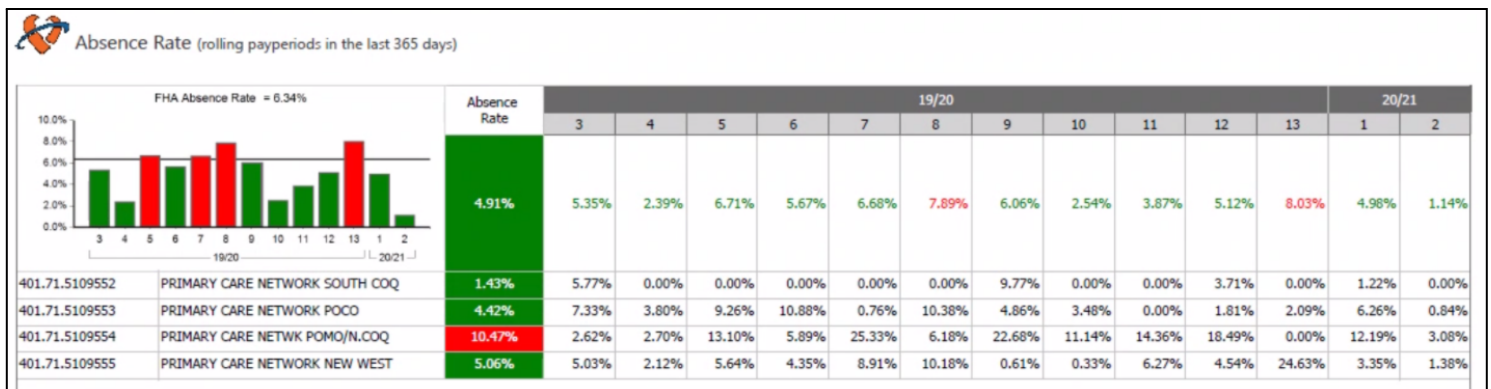 Absence Rate (rolling payperiods in the last 365 days)
FHA Absence Rate = 6.34%
10.0%
8.0%
6.0%
4.0%
2.0%
0.0%
3 4 5 6 7 8 9 10 11 12 13 1 2
19/20 20/21
Absence
Rate
19/20 20/21
3 4 5 6 7 8 9 10 11 12 13 1 2
4.91% 5.35% 2.39% 6.71% 5.67% 6.68% 7.89% 6.06% 2.54% 3.87% 5.12% 8.03% 4.98% 1.14%
401.71.5109552 PRIMARY CARE NETWORK SOUTH COQ 1.43% 5.77% 0.00% 0.00% 0.00% 0.00% 0.00% 9.77% 0.00% 0.00% 3.71% 0.00% 1.22% 0.00%
401.71.5109553 PRIMARY CARE NETWORK POCO 4.42% 7.33% 3.80% 9.26% 10.88% 0.76% 10.38% 4.86% 3.48% 0.00% 1.81% 2.09% 6.26% 0.84%
401.71.5109554 PRIMARY CARE NETWK POMO/N.COQ 10.47% 2.62% 2.70% 13.10% 5.89% 25.33% 6.18% 22.68% 11.14% 14.36% 18.49% 0.00% 12.19% 3.08%
401.71.5109555 PRIMARY CARE NETWORK NEW WEST 5.06% 5.03% 2.12% 5.64% 4.35% 8.91% 10.18% 0.61% 0.33% 6.27% 4.54% 24.63% 3.35% 1.38%